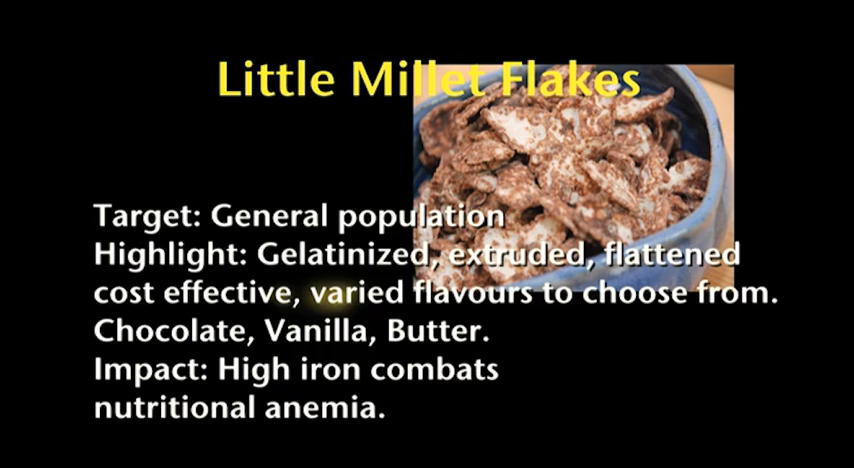 Little Millet Flakes
Target: General population
Highlight: Gelatinized, extruded, flattened
cost effective, varied flavours to choose from.
Chocolate, Vanilla, Butter.
Impact: High iron combats
nutritional anemia.